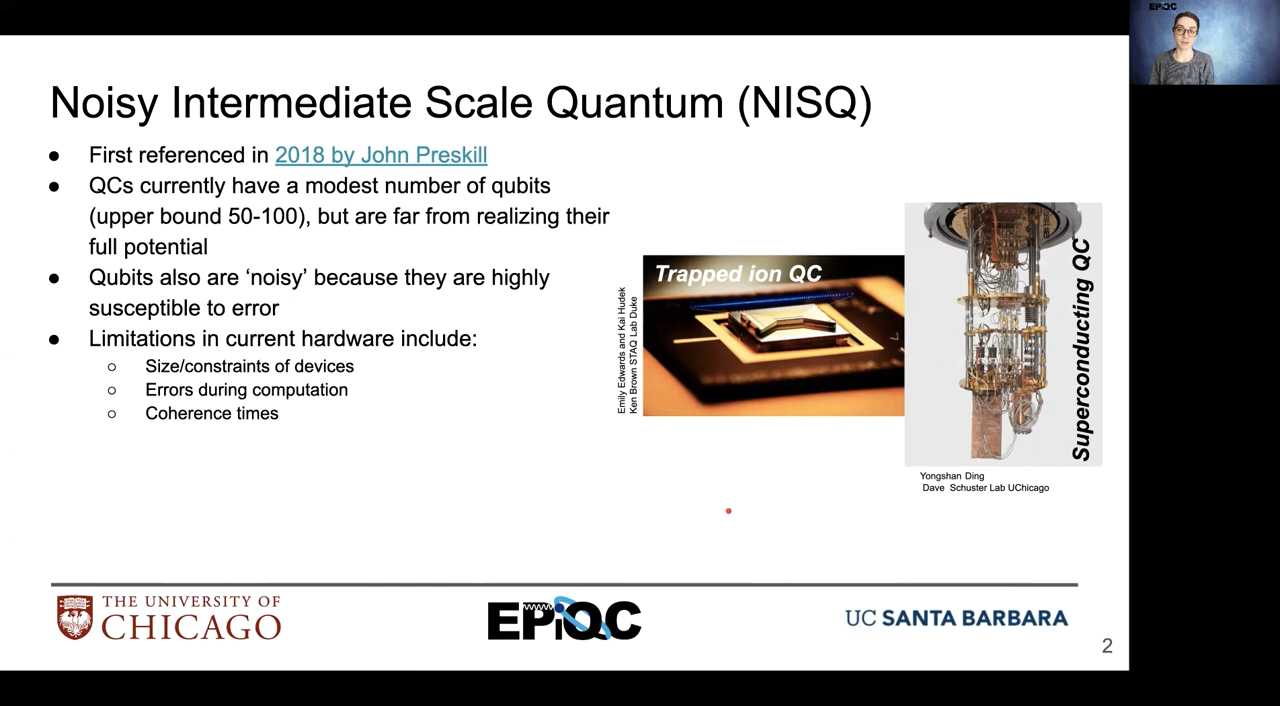 EPiQC
Noisy Intermediate Scale Quantum (NISQ)
● First referenced in 2018 by John Preskill
● QCs currently have a modest number of qubits
(upper bound 50-100), but are far from realizing their
full potential
● Qubits also are ‘noisy’ because they are highly
susceptible to error
● Limitations in current hardware include:
○ Size/constraints of devices
○ Errors during computation
○ Coherence times
Emily Edwards and Kai Hudek
Ken Brown STAQ Lab Duke
Trapped ion QC
Superconducting QC
Yongshan Ding
Dave Schuster Lab UChicago
THE UNIVERSITY OF
CHICAGO
EPiQC
UC SANTA BARBARA
2